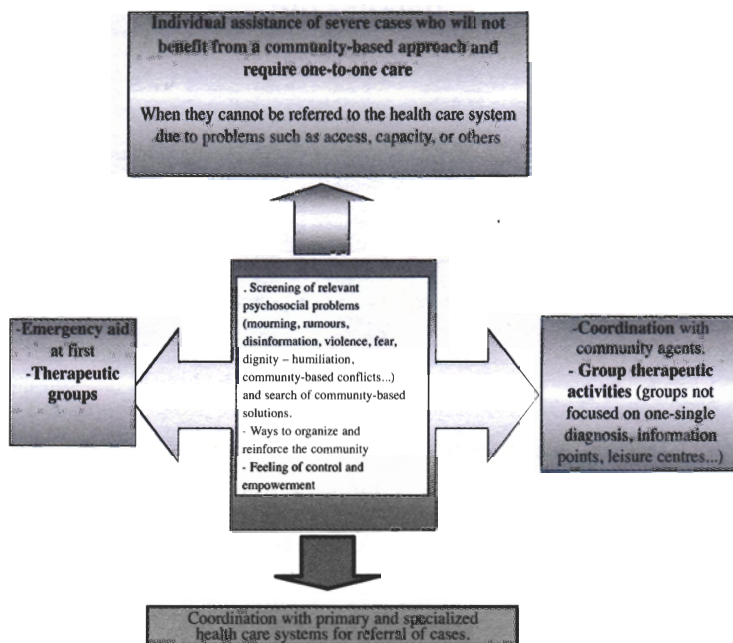 Individual assistance of severe cases who will not
benefit from a community-based approach and
require one-to-one care
When they cannot be referred to the health care system
due to problems such as access, capacity, or others
-Emergency aid
at first
-Therapeutic
groups
. Screening of relevant
psychosocial problems
(mourning, rumours,
disinformation, violence, fear,
dignity – humiliation,
community-based conflicts...)
and search of community-based
solutions.
- Ways to organize and
reinforce the community
- Feeling of control and
empowerment
-Coordination with
community agents.
- Group therapeutic
activities (groups not
focused on one-single
diagnosis, information
points, leisure centres...)
Coordination with primary and specialized
health care systems for referral of cases.